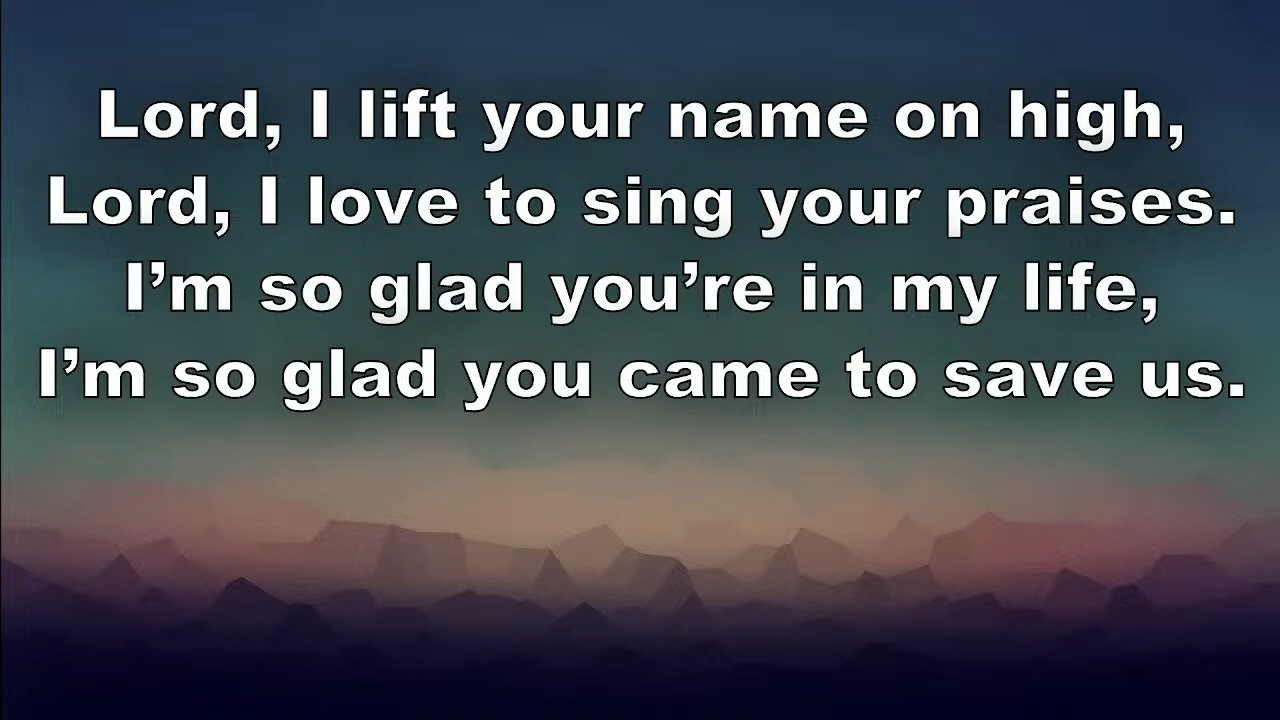 Lord, I lift your name on high,
Lord, I love to sing your praises.
I’m so glad you’re in my life,
I’m so glad you came to save us.